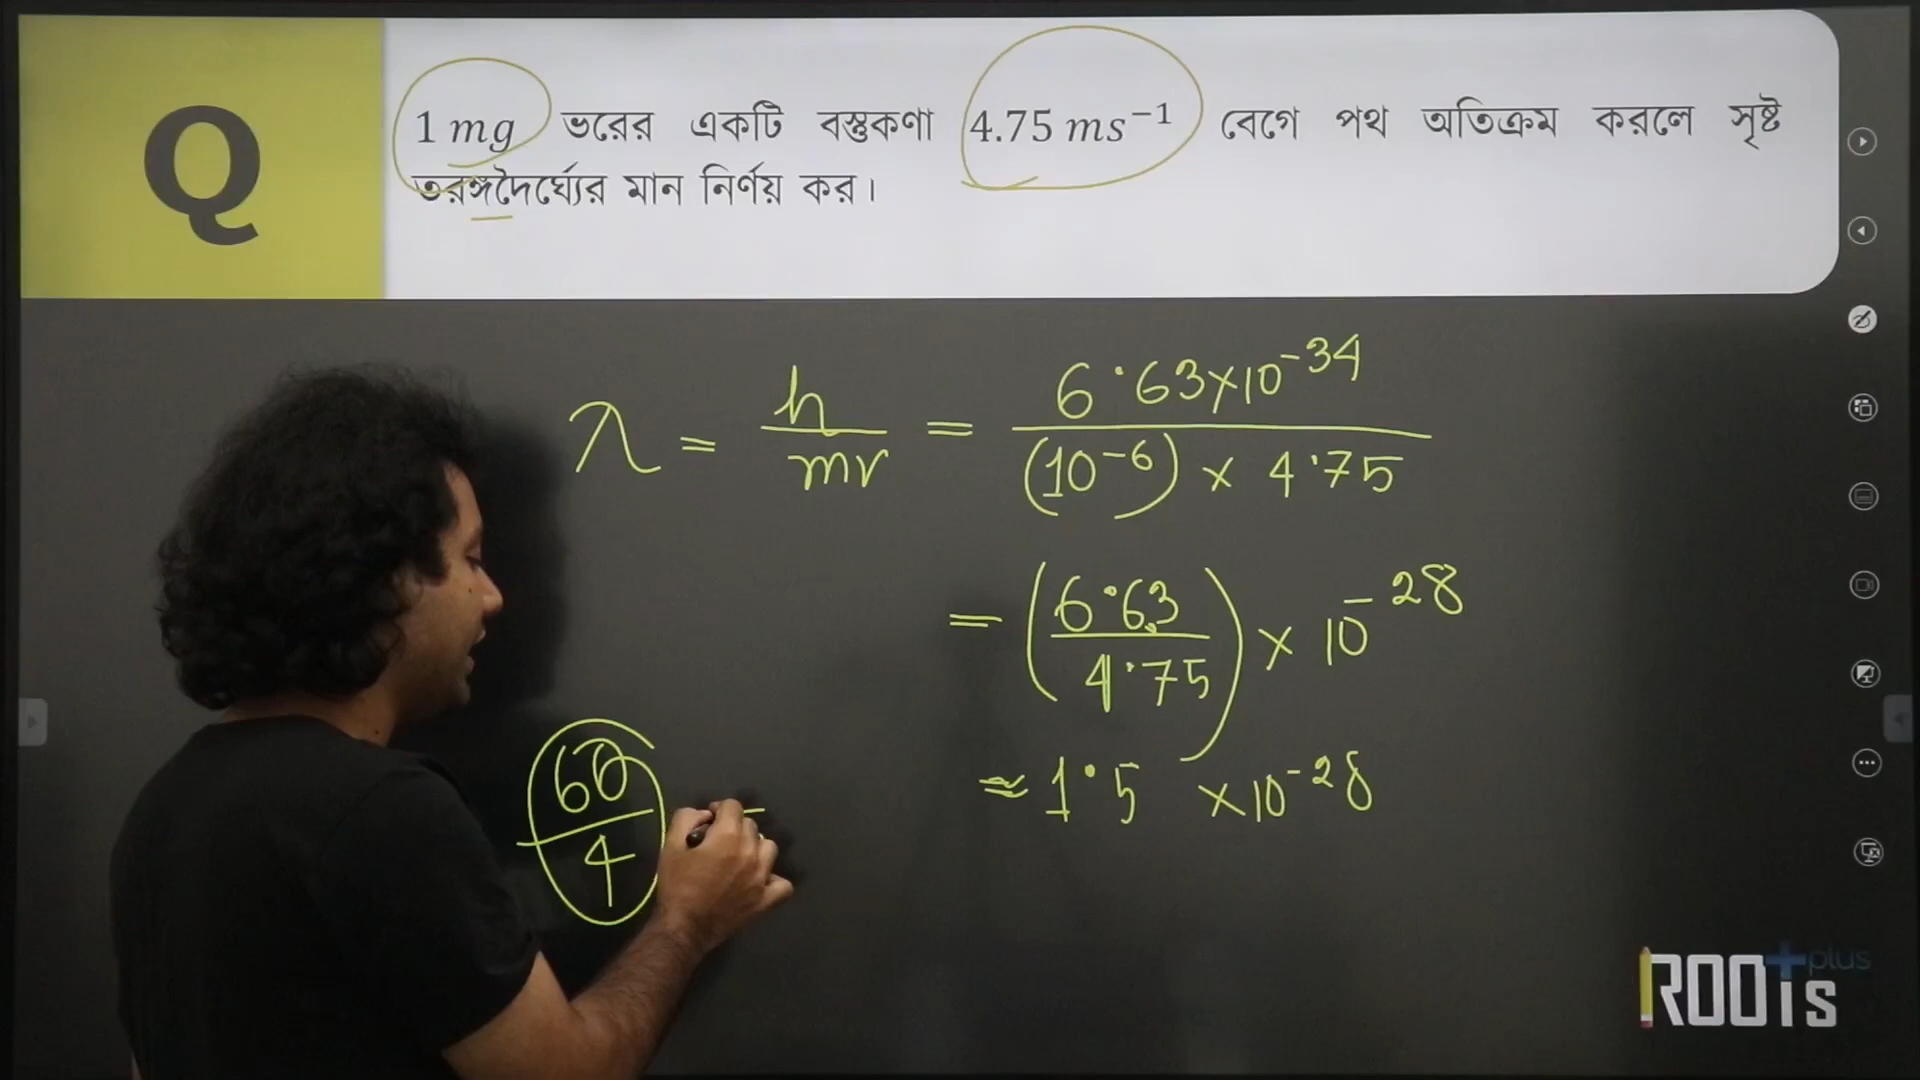 Q
1 mg ভরের একটি বস্তুকণা 4.75 ms⁻¹ বেগে পথ অতিক্রম করলে সৃষ্ট
তরঙ্গদৈর্ঘ্যের মান নির্ণয় কর।
λ = h/mv = 6.63×10⁻³⁴/(10⁻⁶) × 4.75
= (6.63/4.75) × 10⁻²⁸
≈ 1.5 × 10⁻²⁸
60/4 =
ROOTs plus